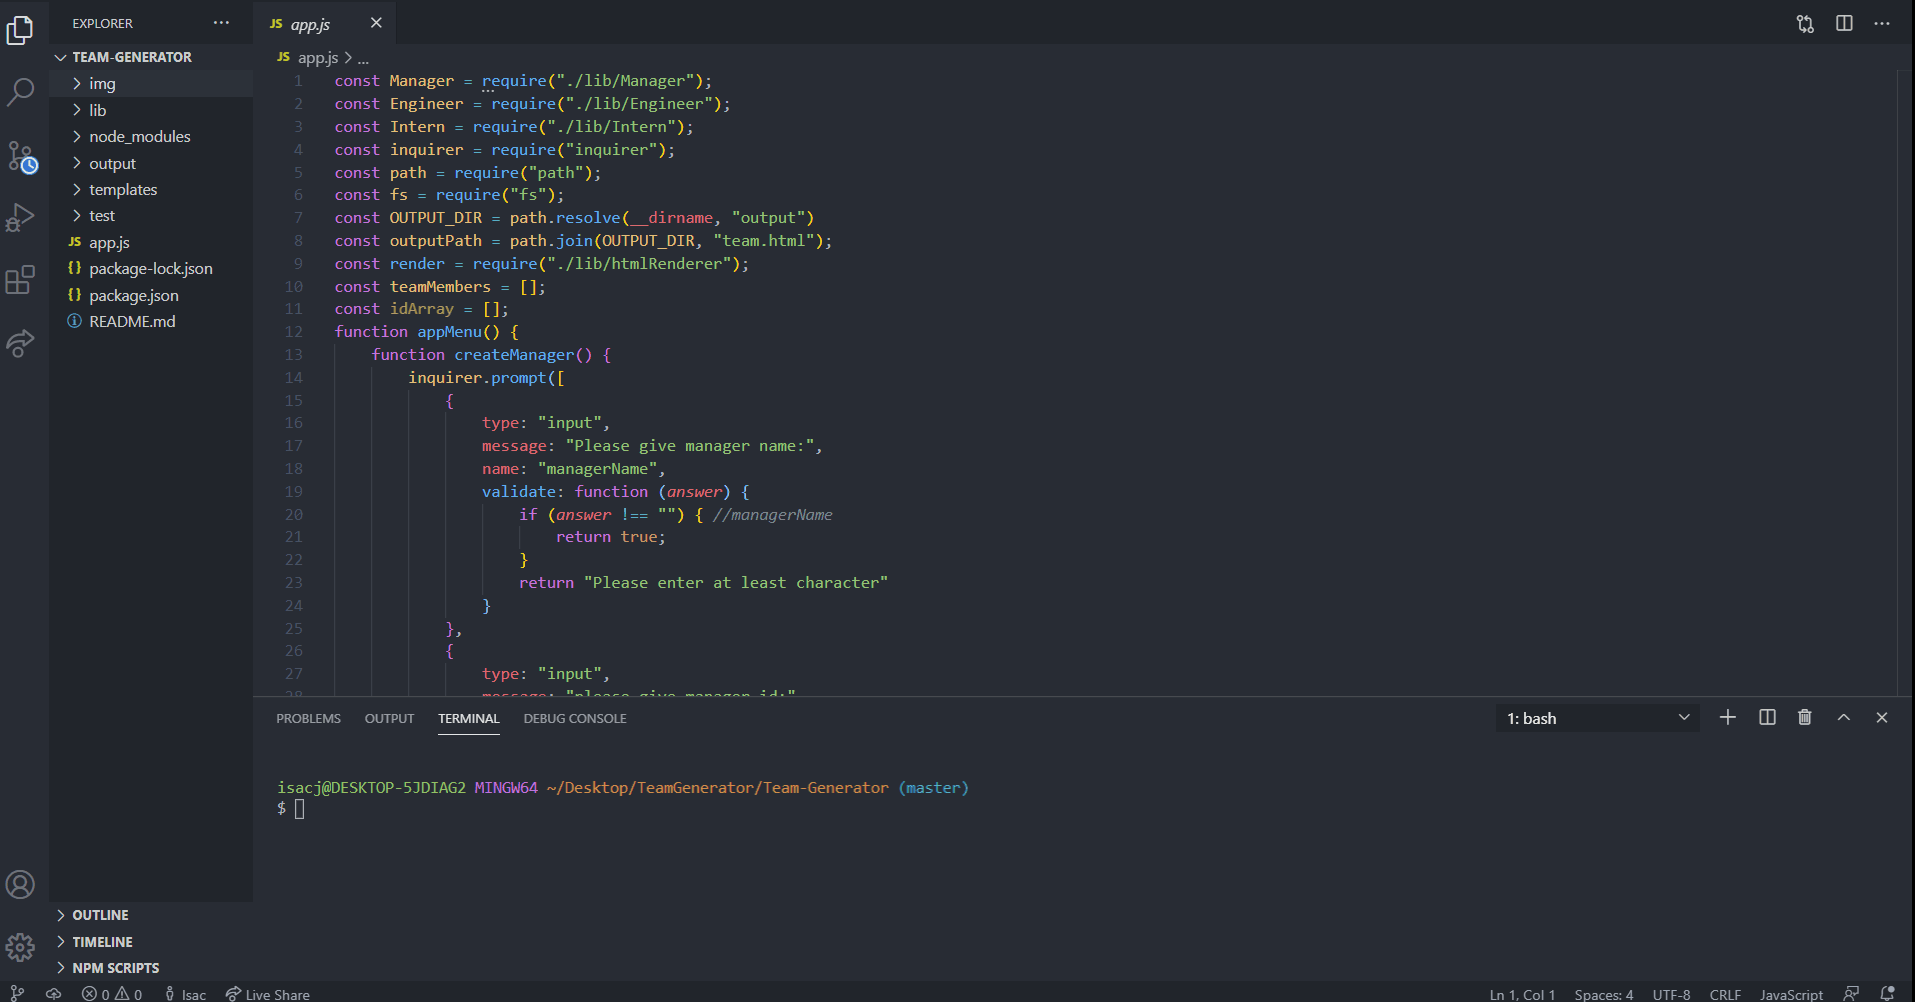 EXPLORER
TEAM-GENERATOR
img
lib
node_modules
output
templates
test
JS app.js
{} package-lock.json
{} package.json
README.md
OUTLINE
TIMELINE
NPM SCRIPTS
JS app.js
JS app.js > ...
1 const Manager = require("./lib/Manager");
2 const Engineer = require("./lib/Engineer");
3 const Intern = require("./lib/Intern");
4 const inquirer = require("inquirer");
5 const path = require("path");
6 const fs = require("fs");
7 const OUTPUT_DIR = path.resolve(__dirname, "output")
8 const outputPath = path.join(OUTPUT_DIR, "team.html");
9 const render = require("./lib/htmlRenderer");
10 const teamMembers = [];
11 const idArray = [];
12 function appMenu() {
13 function createManager() {
14 inquirer.prompt([
15 {
16 type: "input",
17 message: "Please give manager name:",
18 name: "managerName",
19 validate: function (answer) {
20 if (answer !== "") { //managerName
21 return true;
22 }
23 return "Please enter at least character"
24 }
25 },
26 {
27 type: "input",
28 message: "please give manager id:"
PROBLEMS OUTPUT TERMINAL DEBUG CONSOLE 1: bash
isacj@DESKTOP-5JDIAG2 MINGW64 ~/Desktop/TeamGenerator/Team-Generator (master)
$
0 0 Isac Live Share Ln 1, Col 1 Spaces: 4 UTF-8 CRLF JavaScript